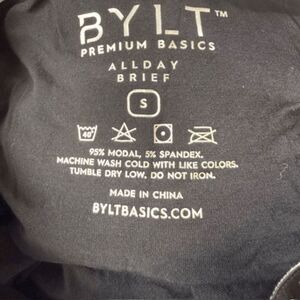 BYLT™
PREMIUM BASICS
ALLDAY
BRIEF
S
40°
95% MODAL, 5% SPANDEX.
MACHINE WASH COLD WITH LIKE COLORS.
TUMBLE DRY LOW. DO NOT IRON.
MADE IN CHINA
BYLTBASICS.COM